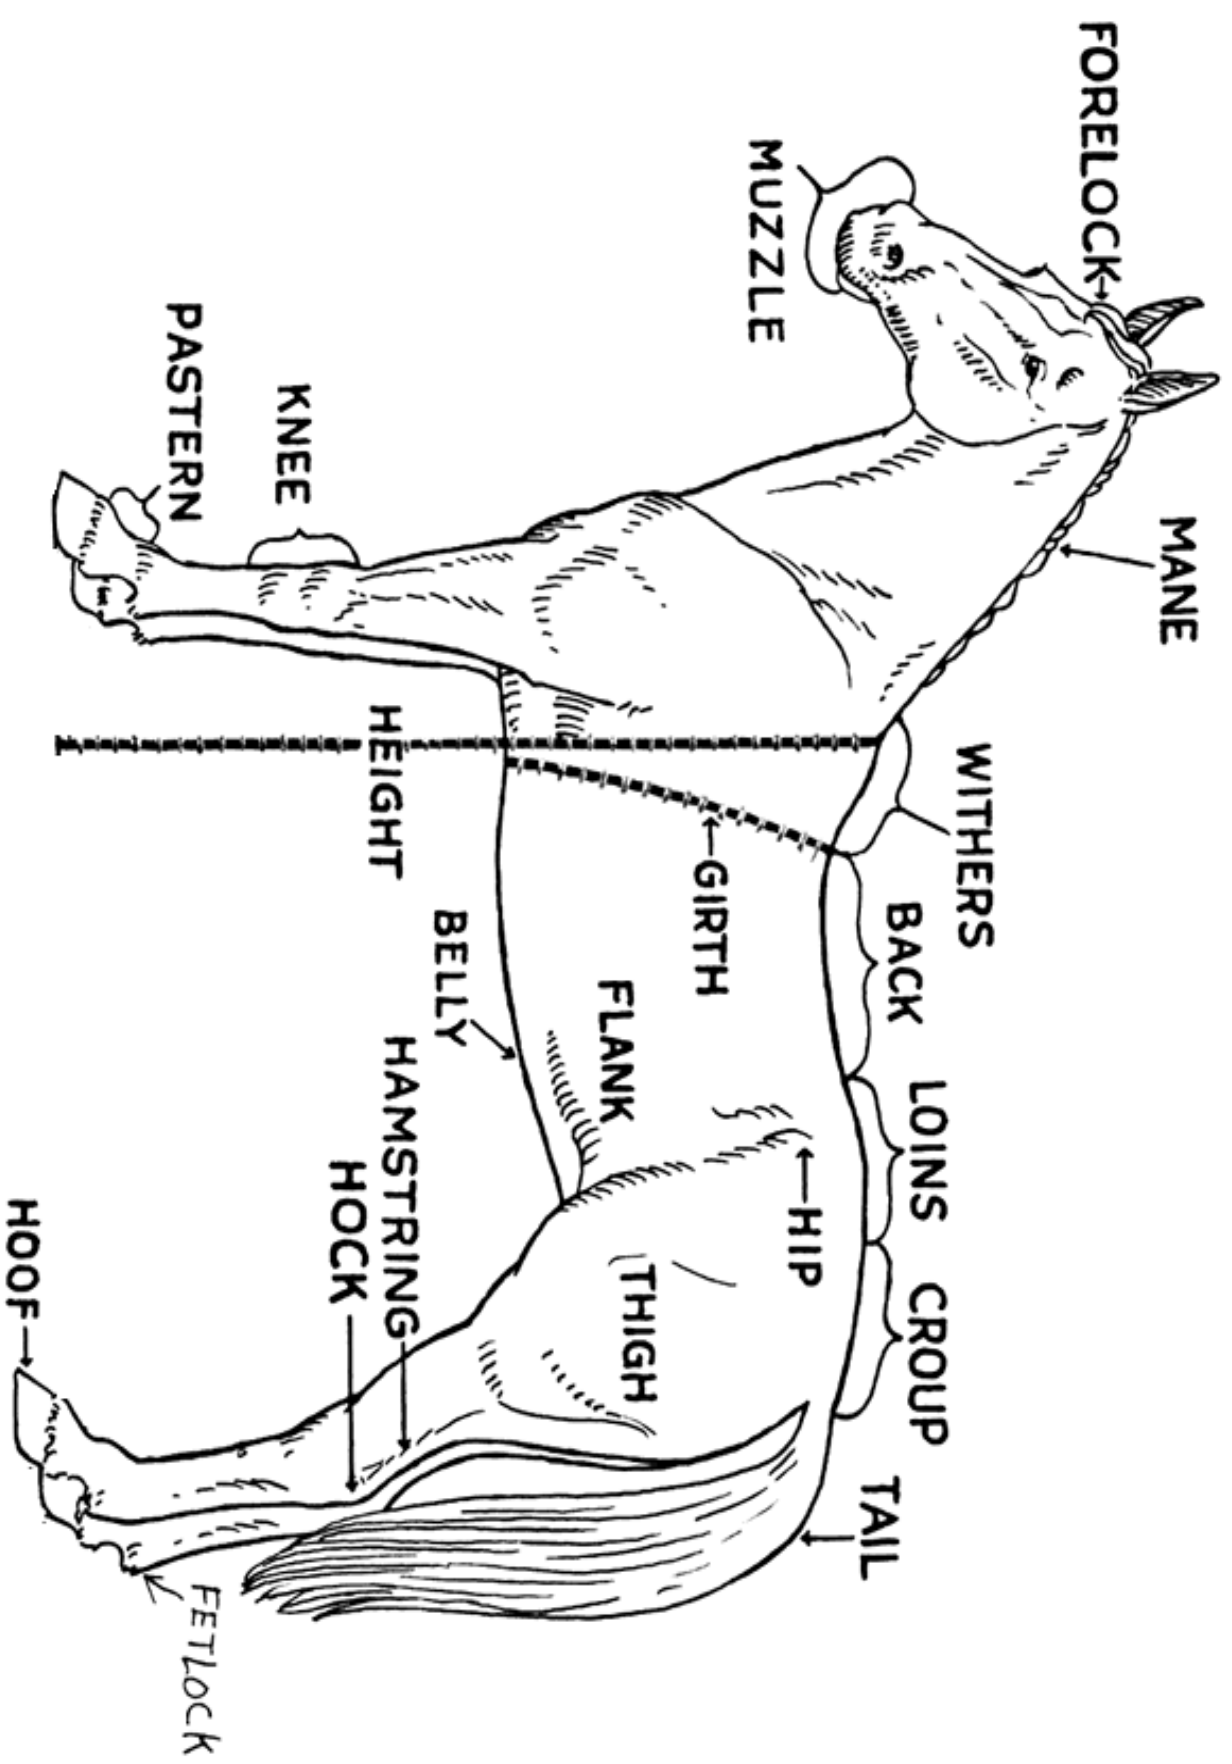 FORELOCK
MANE
WITHERS
BACK
LOINS
CROUP
TAIL
MUZZLE
HIP
GIRTH
FLANK
THIGH
BELLY
HEIGHT
HAMSTRING
HOCK
KNEE
PASTERN
FETLOCK
HOOF